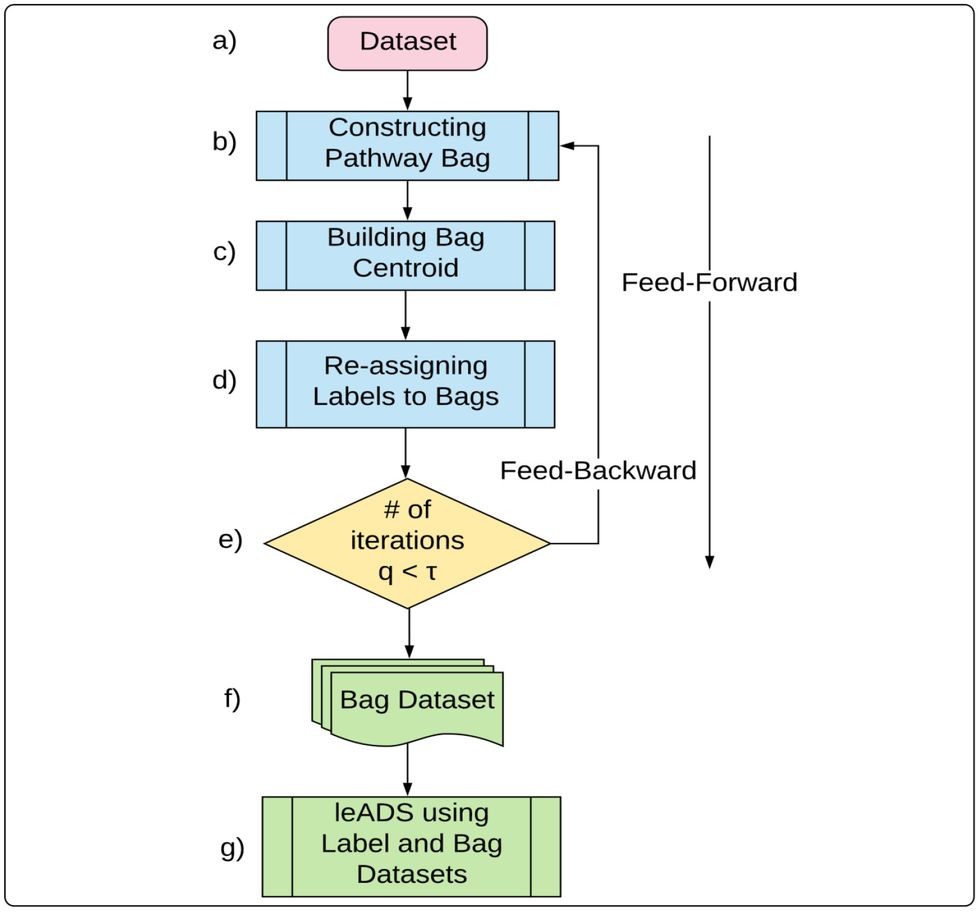 a)
Dataset
b)
Constructing
Pathway Bag
c)
Building Bag
Centroid
Feed-Forward
d)
Re-assigning
Labels to Bags
Feed-Backward
e)
# of
iterations
q < τ
f)
Bag Dataset
g)
leADS using
Label and Bag
Datasets